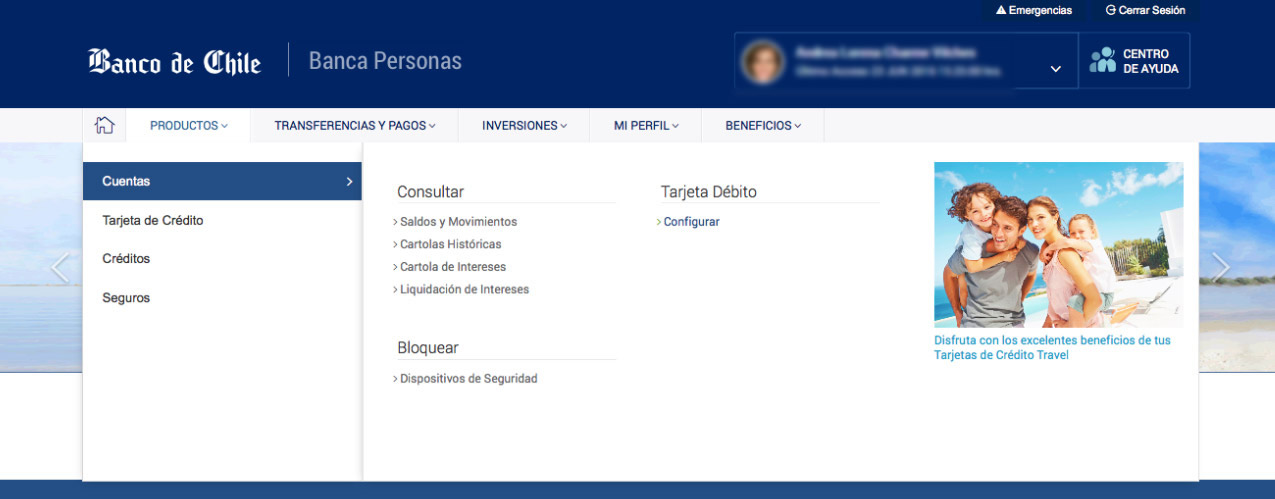 Emergencias
Cerrar Sesión
Banco de Chile
Banca Personas
CENTRO
DE AYUDA
PRODUCTOS
TRANSFERENCIAS Y PAGOS
INVERSIONES
MI PERFIL
BENEFICIOS
Cuentas
Tarjeta de Crédito
Créditos
Seguros
Consultar
Saldos y Movimientos
Cartolas Históricas
Cartola de Intereses
Liquidación de Intereses
Bloquear
Dispositivos de Seguridad
Tarjeta Débito
Configurar
Disfruta con los excelentes beneficios de tus
Tarjetas de Crédito Travel